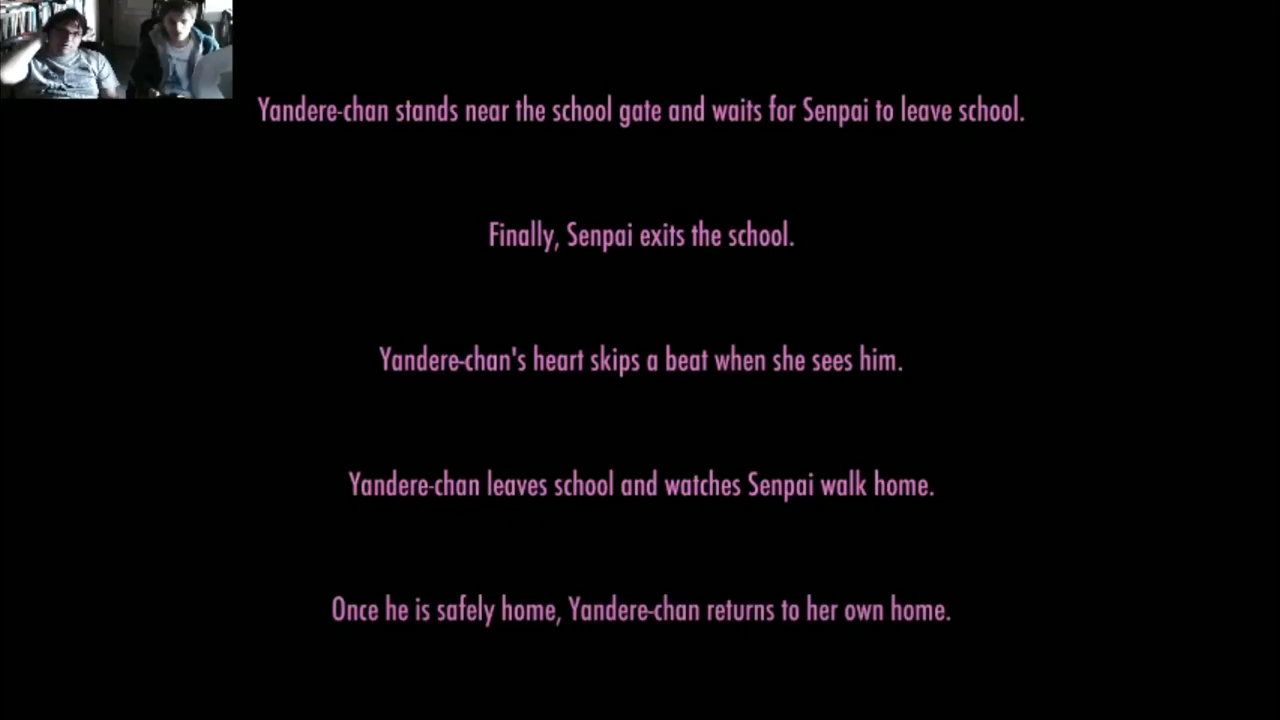 Yandere-chan stands near the school gate and waits for Senpai to leave school.
Finally, Senpai exits the school.
Yandere-chan's heart skips a beat when she sees him.
Yandere-chan leaves school and watches Senpai walk home.
Once he is safely home, Yandere-chan returns to her own home.